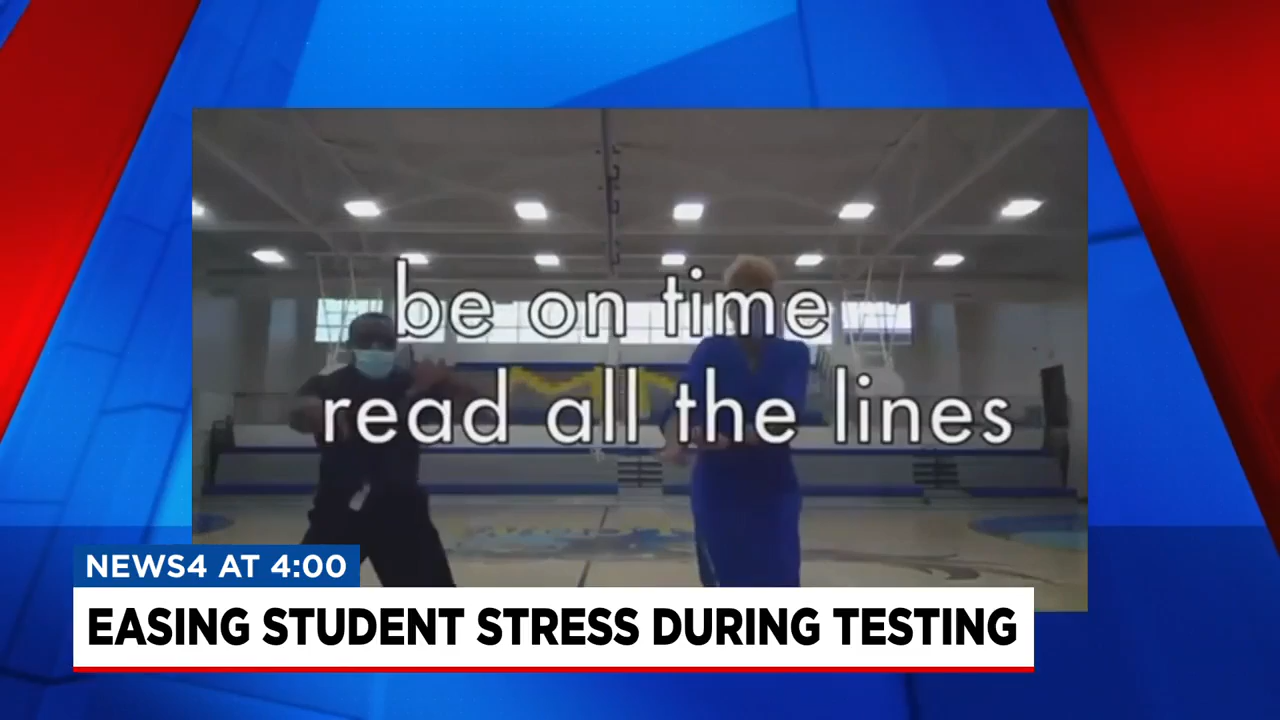 be on time
read all the lines
NEWS4 AT 4:00
EASING STUDENT STRESS DURING TESTING